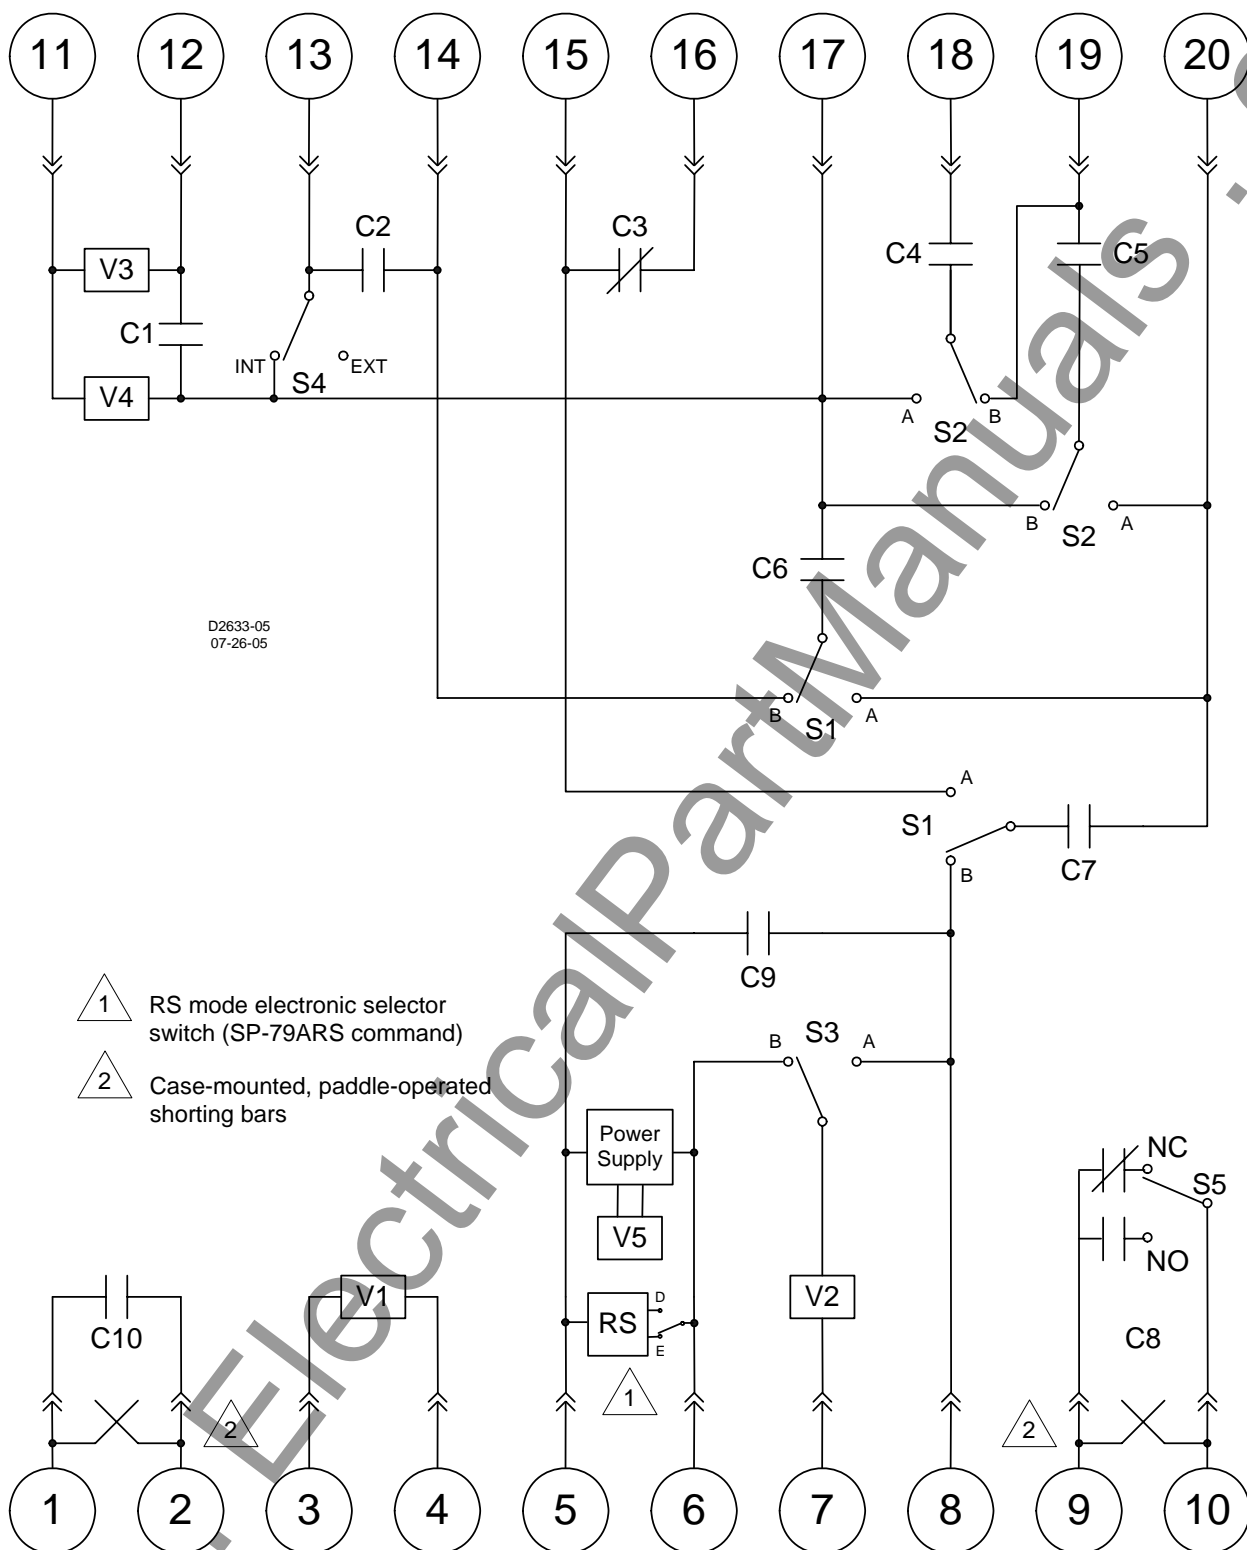 11 12 13 14 15 16 17 18 19 20
C2 C3
V3 C4 C5
C1
INT EXT
V4 S4
A B
S2
B A
S2
C6
D2633-05
07-26-05
B A
S1
A
S1
B
C7
C9
1 RS mode electronic selector
switch (SP-79ARS command)
2 Case-mounted, paddle-operated
shorting bars
B S3 A
Power
Supply
NC
S5
V5
NO
V1 V2
D
RS
E
C10 C8
1
2 2
1 2 3 4 5 6 7 8 9 10
ElectricalPartManuals .